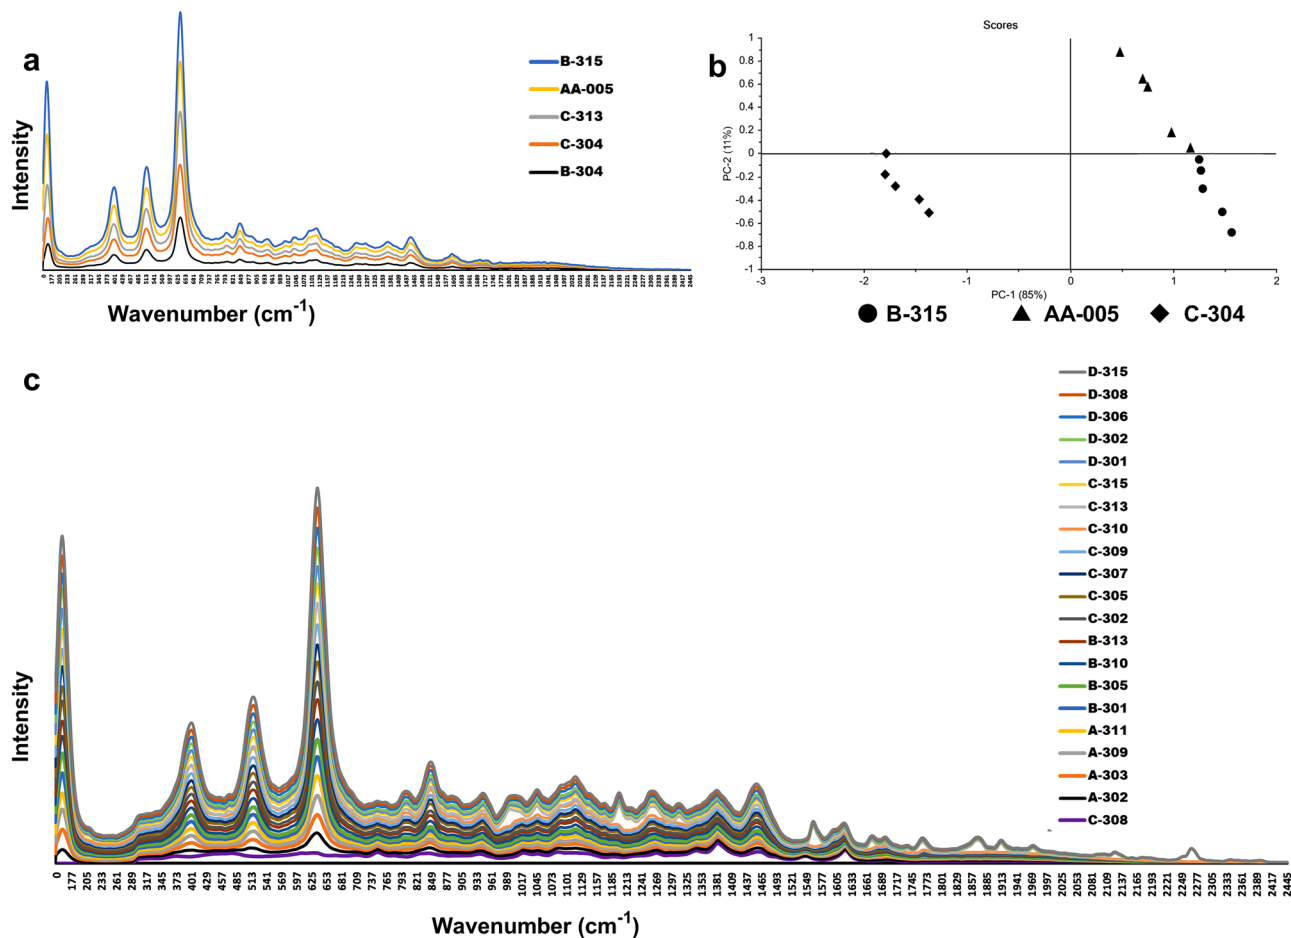 a
B-315
AA-005
C-313
C-304
B-304
Intensity
Wavenumber (cm-1)
b
Scores
1
0.8
0.6
0.4
0.2
0
-0.2
-0.4
-0.6
-0.8
-1
PC-2 (11%)
-3 -1 0 1 2
PC-1 (85%)
B-315 AA-005 C-304
c
D-315
D-308
D-306
D-302
D-301
C-315
C-313
C-310
C-309
C-307
C-305
C-302
B-313
B-310
B-305
B-301
A-311
A-309
A-303
A-302
C-308
Intensity
0 177 205 233 261 289 317 345 373 401 429 457 485 513 541 569 597 625 653 681 709 737 765 793 821 849 877 905 933 961 989 1017 1045 1073 1101 1129 1157 1185 1213 1241 1269 1297 1325 1353 1381 1409 1437 1465 1493 1521 1549 1577 1605 1633 1661 1689 1717 1745 1773 1801 1829 1857 1885 1913 1941 1969 1997 2025 2053 2081 2109 2137 2165 2193 2221 2249 2277 2305 2333 2361 2389 2417 2445
Wavenumber (cm-1)